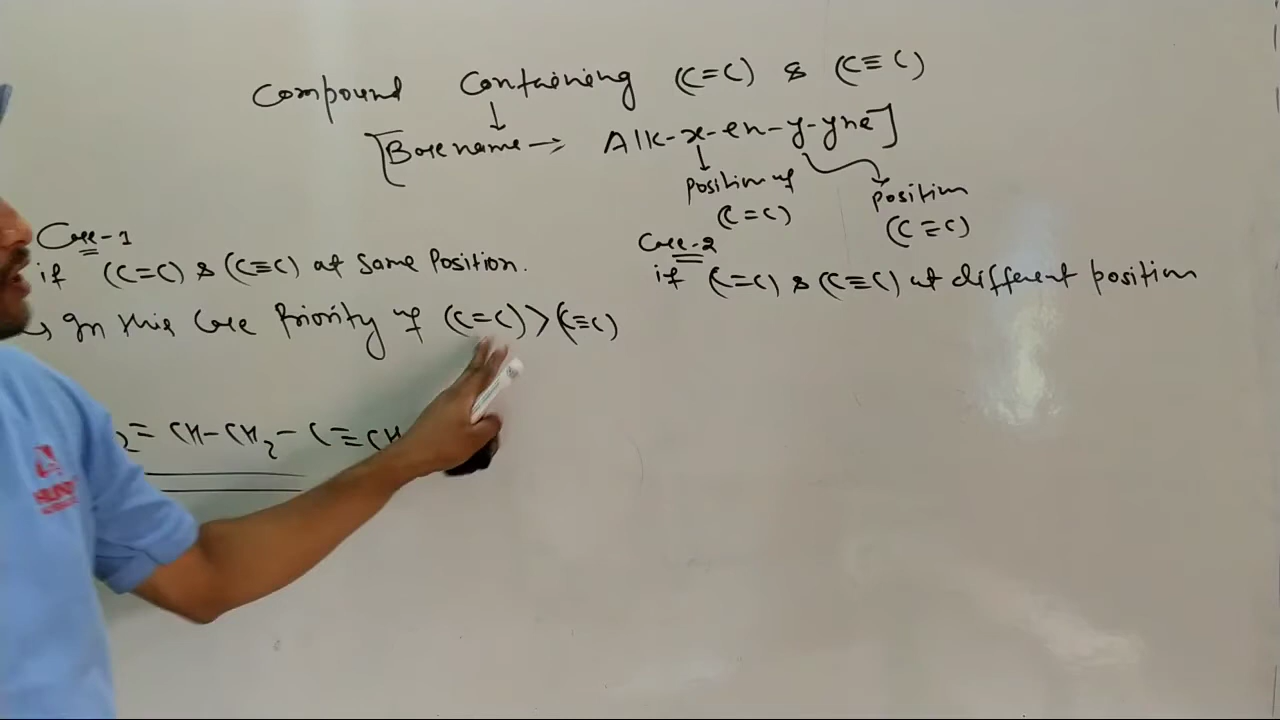 Compound Containing (C=C) & (C≡C)
[Base name → Alk-x-en-y-yne]
Position of (C=C)
position (C≡C)
Case-1
if (C=C) & (C≡C) at same Position.
↳ In this Case Priority of (C=C) > (C≡C)
2= CH-CH2-C≡CH
Case-2
if (C=C) & (C≡C) at different position